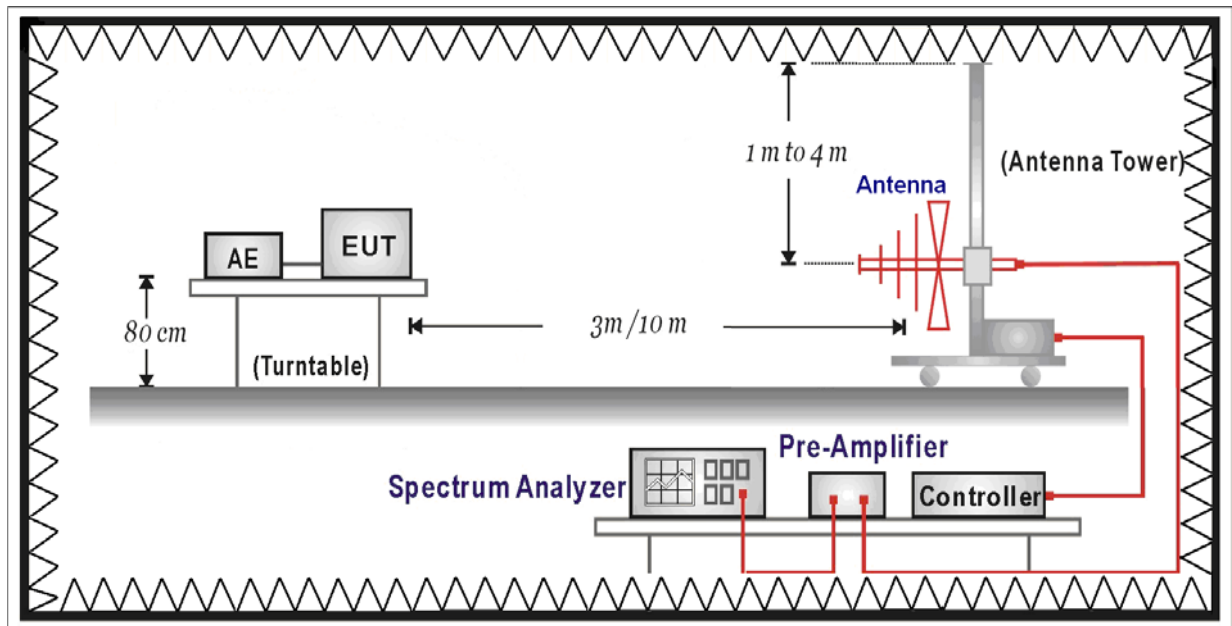 1 m to 4 m
(Antenna Tower)
Antenna
AE
EUT
80 cm
3m/10 m
(Turntable)
Pre-Amplifier
Spectrum Analyzer
Controller